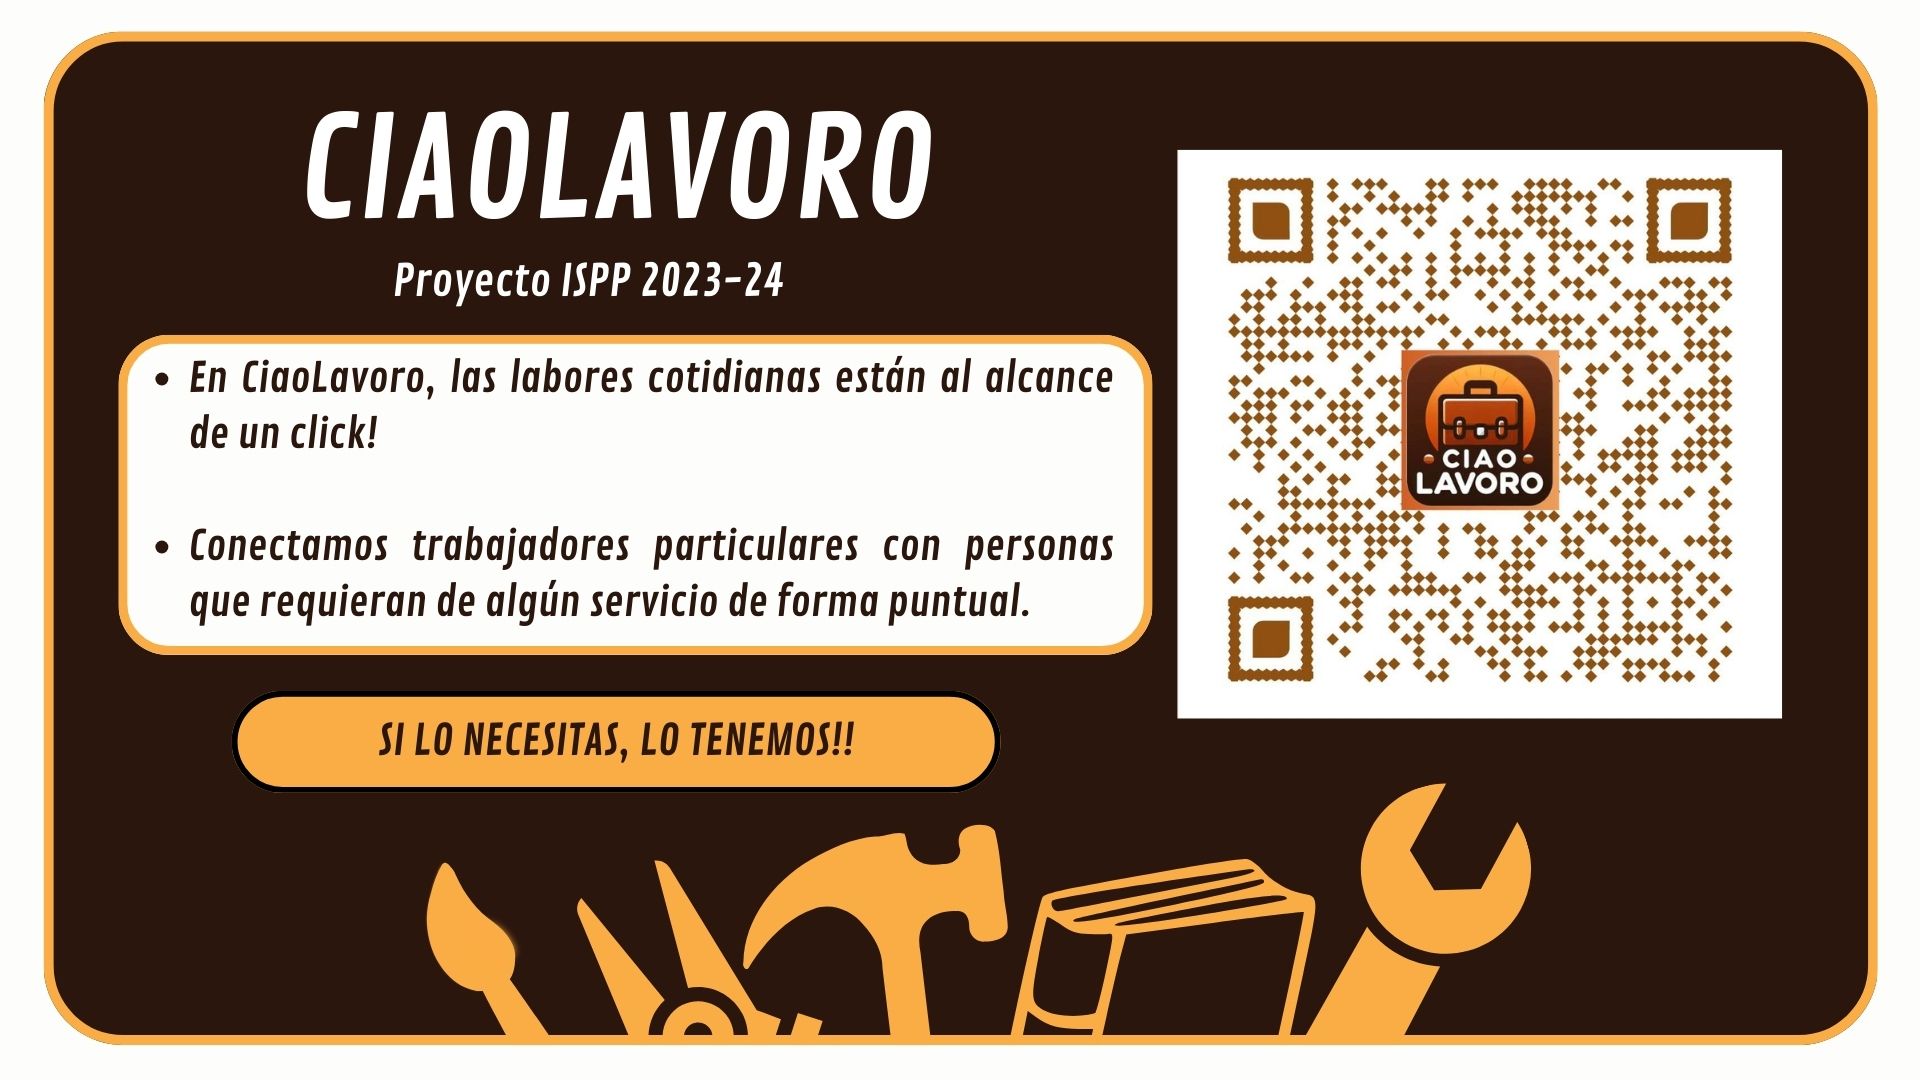 CIAOLAVORO
Proyecto ISPP 2023-24
• En CiaoLavoro, las labores cotidianas están al alcance
de un click!
• Conectamos trabajadores particulares con personas
que requieran de algún servicio de forma puntual.
SI LO NECESITAS, LO TENEMOS!!
CIAO
LAVORO